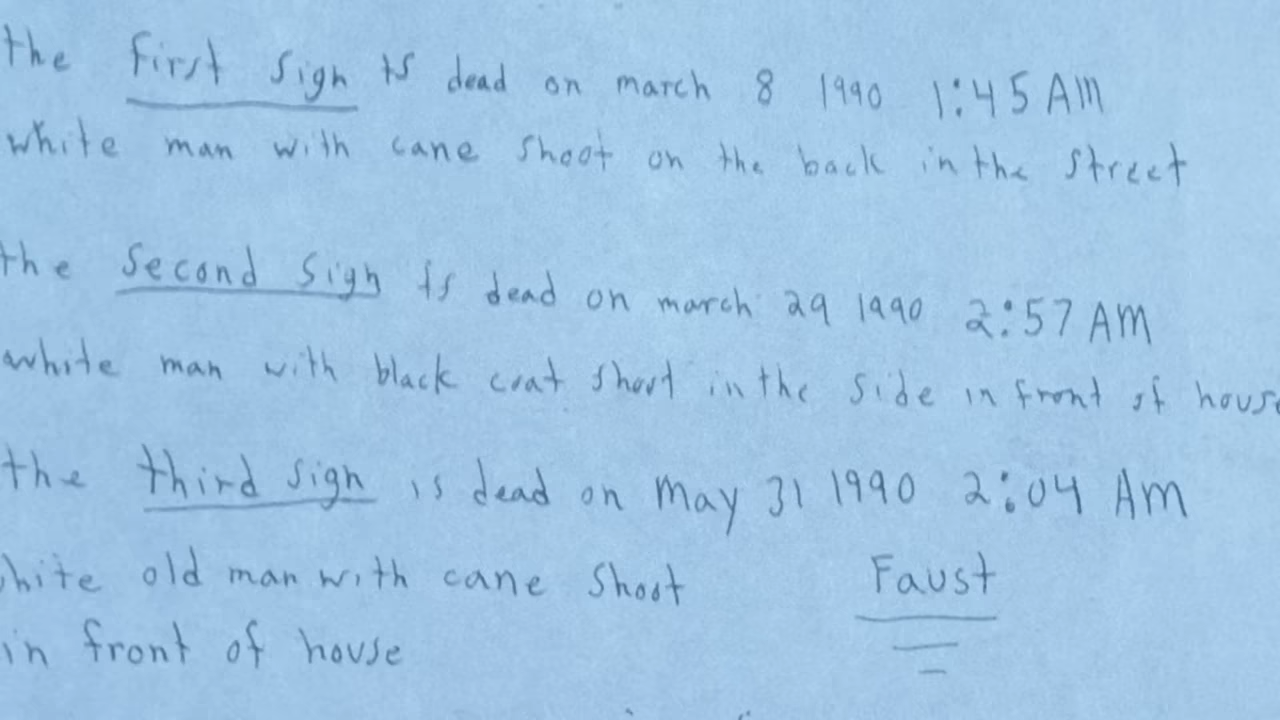 the first sign is dead on march 8 1990 1:45 AM
white man with cane shoot on the back in the street
the second sign is dead on march 29 1990 2:57 AM
white man with black coat shoot in the side in front of house
the third sign is dead on May 31 1990 2:04 AM
hite old man with cane shoot
Faust
in front of house